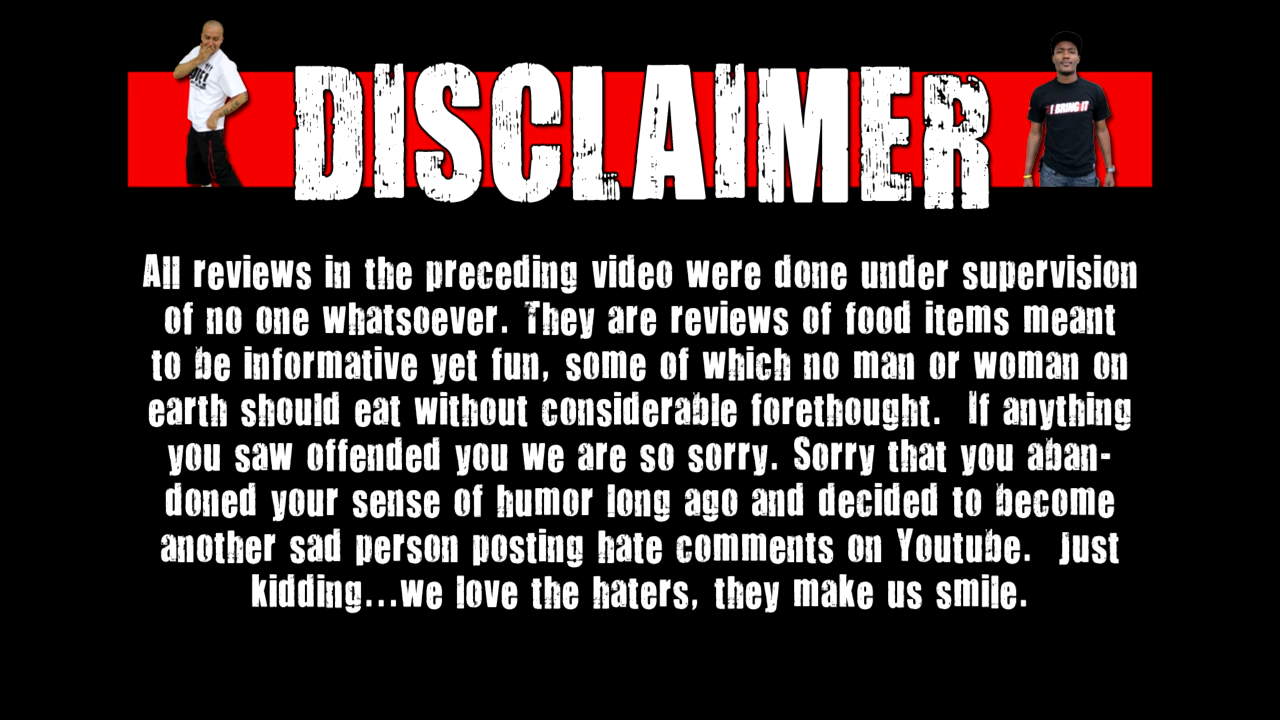 DISCLAIMER
I BRING IT
All reviews in the preceding video were done under supervision
of no one whatsoever. They are reviews of food items meant
to be informative yet fun, some of which no man or woman on
earth should eat without considerable forethought. If anything
you saw offended you we are so sorry. Sorry that you aban-
doned your sense of humor long ago and decided to become
another sad person posting hate comments on Youtube. Just
kidding...we love the haters, they make us smile.